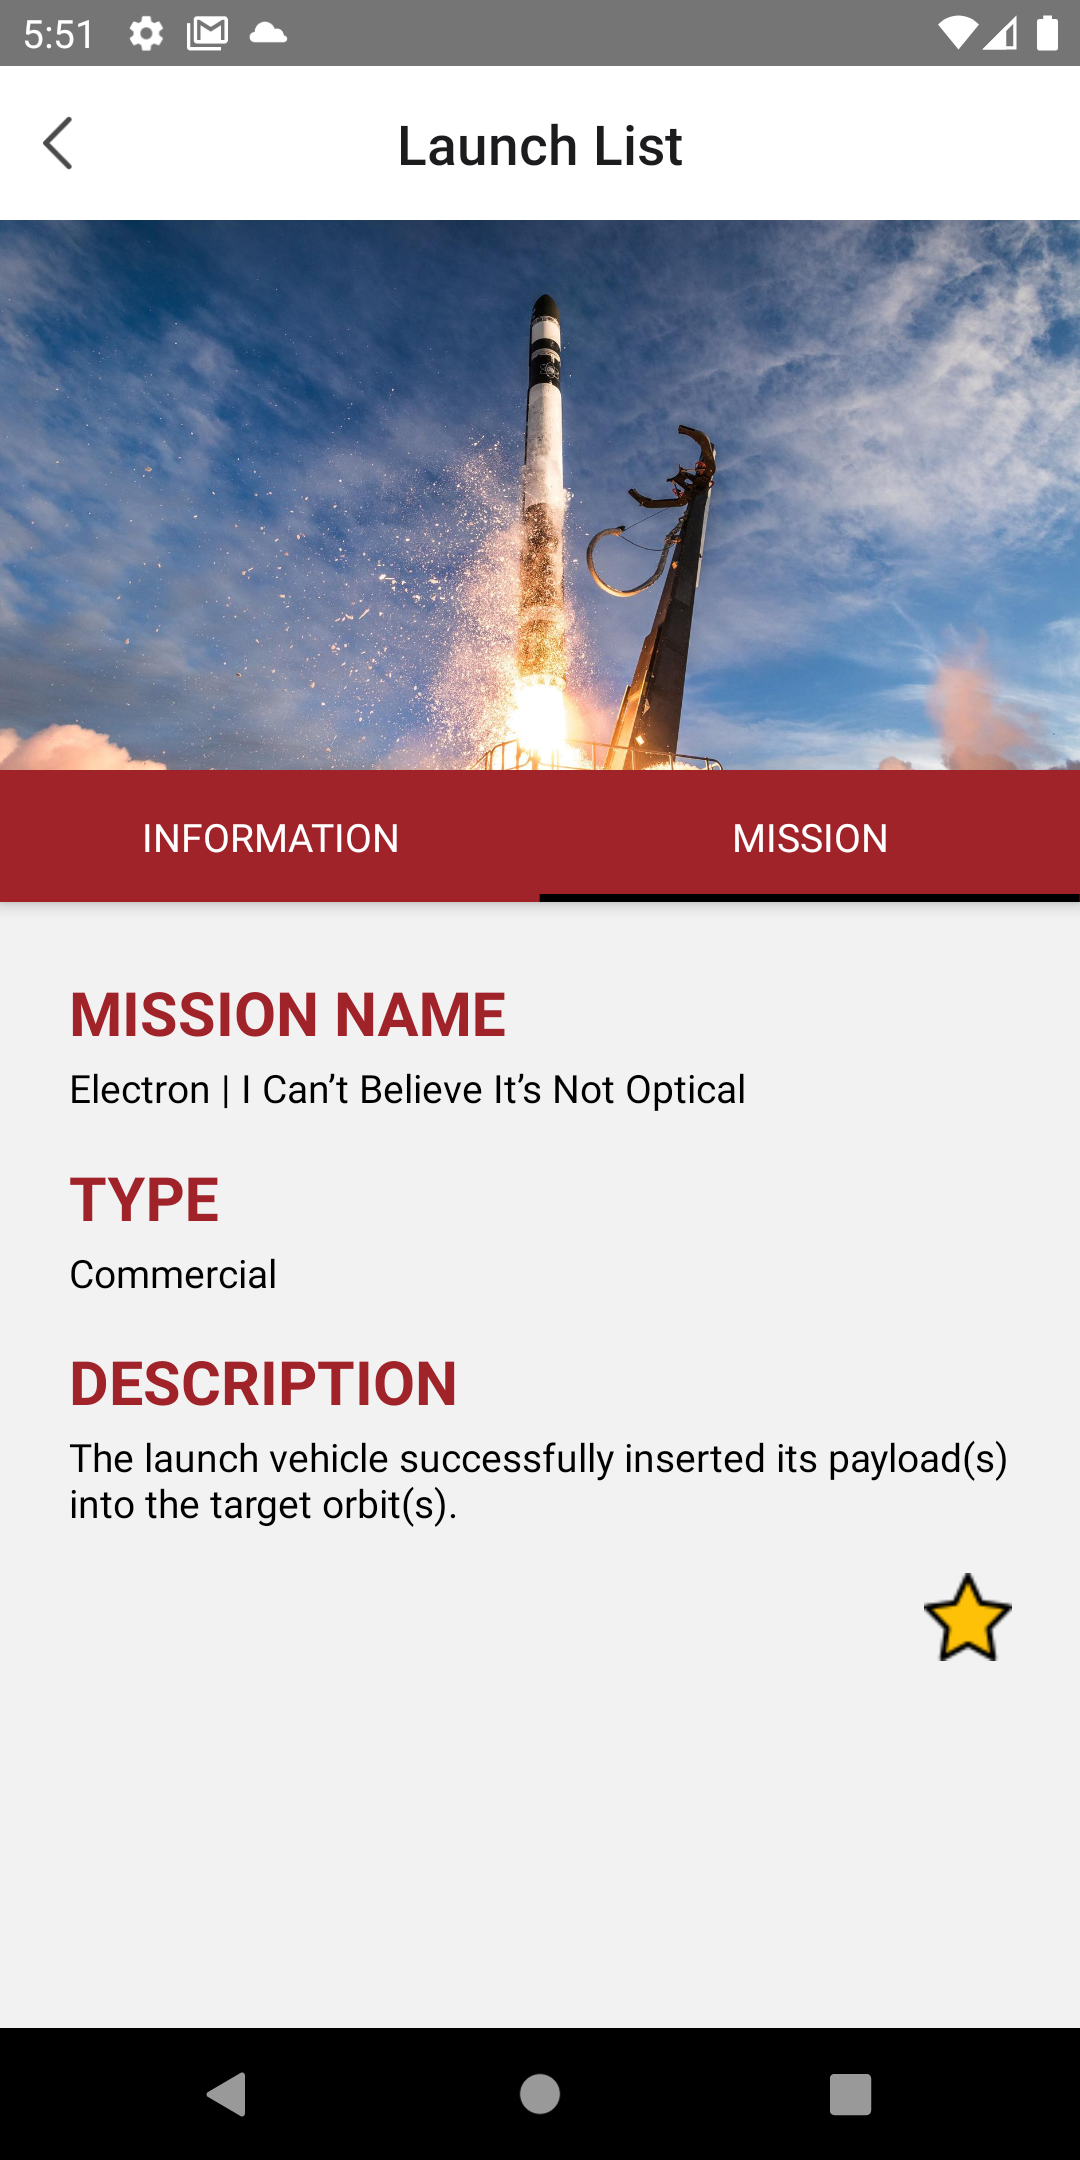 5:51
Launch List
INFORMATION
MISSION
MISSION NAME
Electron | I Can’t Believe It’s Not Optical
TYPE
Commercial
DESCRIPTION
The launch vehicle successfully inserted its payload(s)
into the target orbit(s).